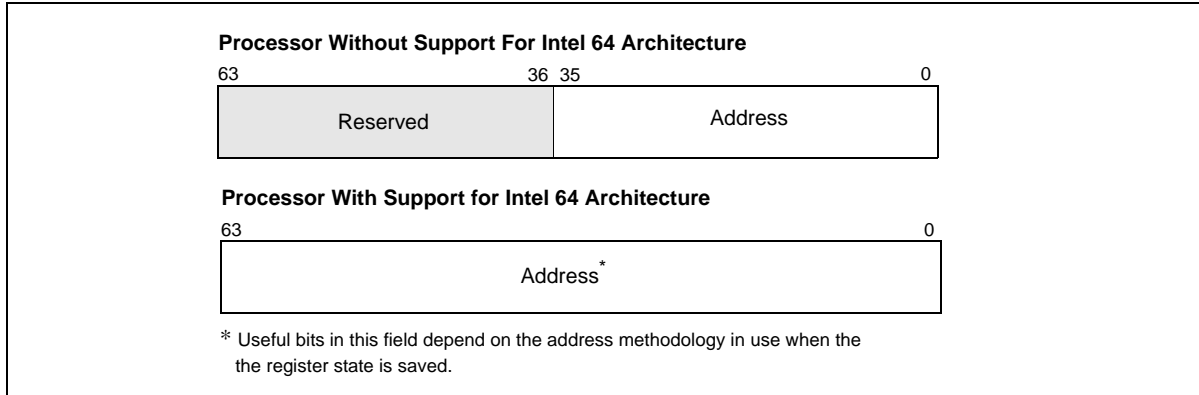 Processor Without Support For Intel 64 Architecture
63 36 35 0
Reserved Address
Processor With Support for Intel 64 Architecture
63 0
Address*
* Useful bits in this field depend on the address methodology in use when the
the register state is saved.